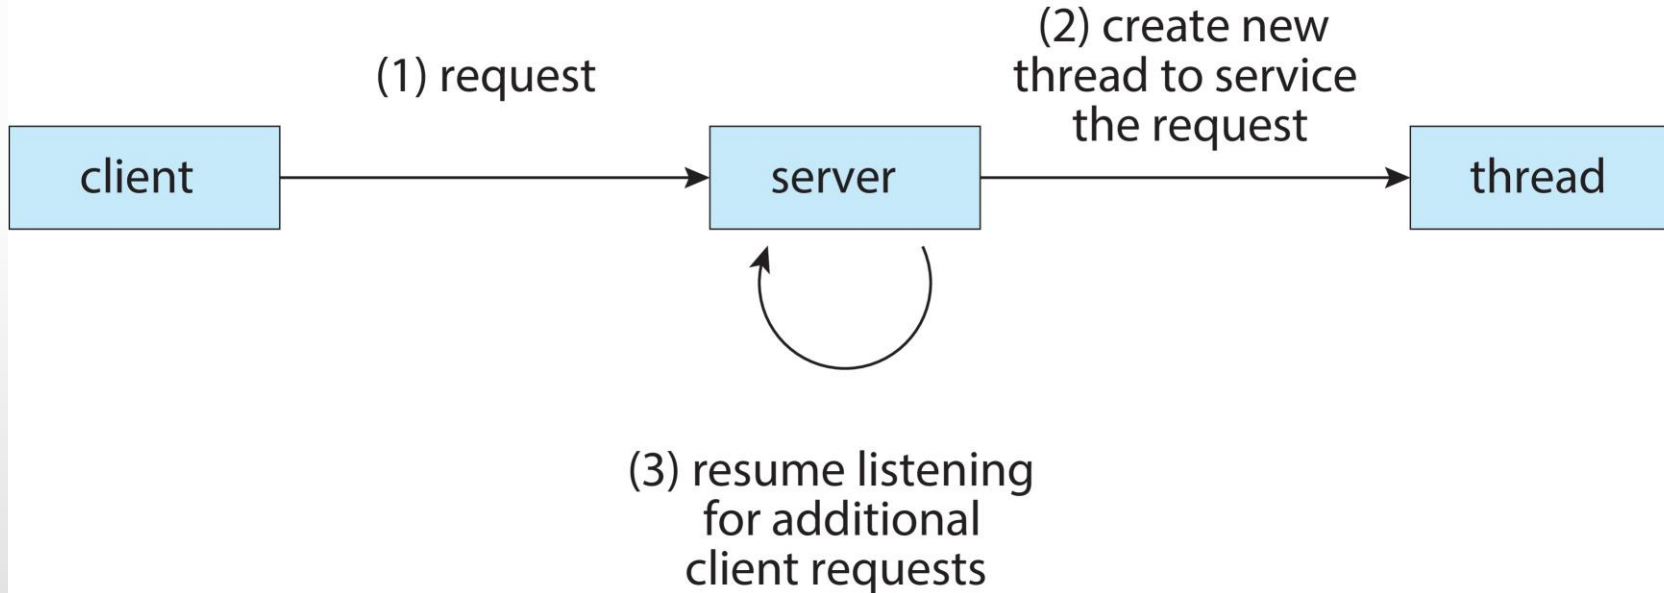 (1) request
(2) create new
thread to service
the request
client
server
thread
(3) resume listening
for additional
client requests